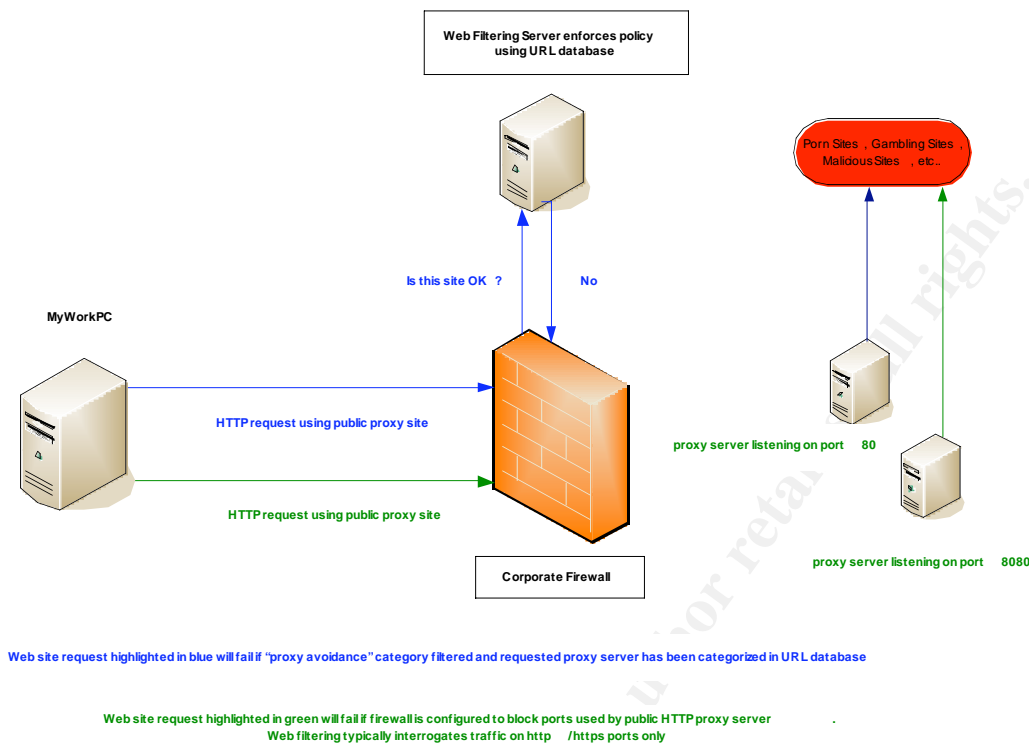 Web Filtering Server enforces policy
using URL database
Porn Sites , Gambling Sites ,
Malicious Sites , etc..
Is this site OK ?
No
MyWorkPC
HTTP request using public proxy site
proxy server listening on port 80
HTTP request using public proxy site
proxy server listening on port 8080
Corporate Firewall
Web site request highlighted in blue will fail if “proxy avoidance” category filtered and requested proxy server has been categorized in URL database
Web site request highlighted in green will fail if firewall is configured to block ports used by public HTTP proxy server .
Web filtering typically interrogates traffic on http /https ports only